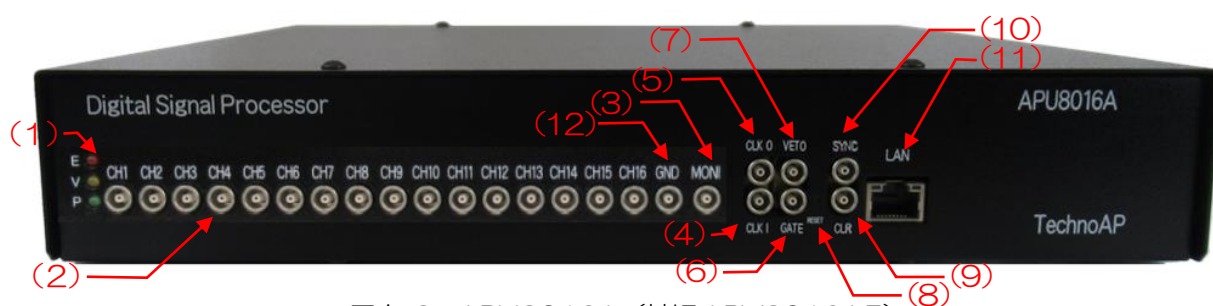 (10)
(7)
(11)
(5)
Digital Signal Processor
APU8016A
(3)
(12)
(1)
CLK O VETO SYNC
LAN
E
V
P
CH1 CH2 CH3 CH4 CH5 CH6 CH7 CH8 CH9 CH10 CH11 CH12 CH13 CH14 CH15 CH16 GND MONI
TechnoAP
(4)
CLK I GATE RESET CLR
(2)
(6)
(9)
(8)